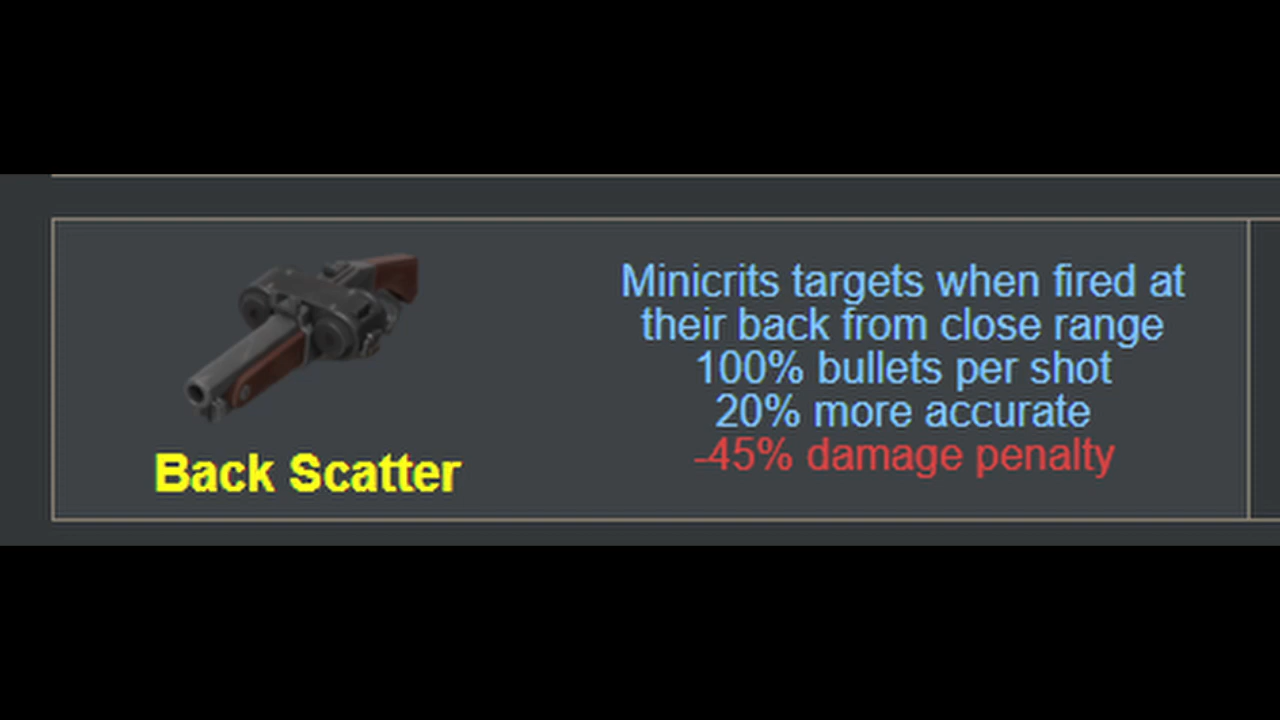 Minicrits targets when fired at
their back from close range
100% bullets per shot
20% more accurate
-45% damage penalty
Back Scatter